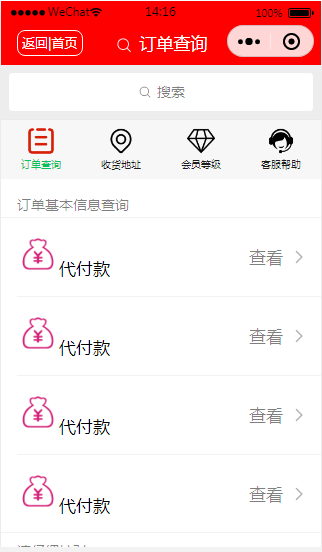 WeChat 14:16 100%
返回|首页 订单查询
搜索
订单查询 收货地址 会员等级 客服帮助
订单基本信息查询
代付款 查看
代付款 查看
代付款 查看
代付款 查看